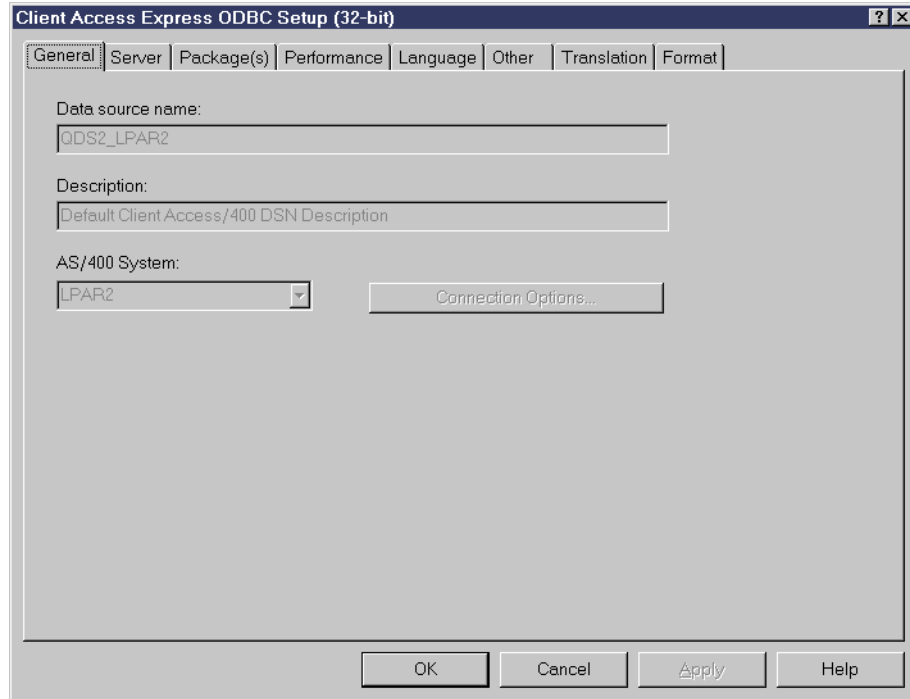 Client Access Express ODBC Setup (32-bit)
General Server Package(s) Performance Language Other Translation Format
Data source name:
QDS2_LPAR2
Description:
Default Client Access/400 DSN Description
AS/400 System:
LPAR2 Connection Options...
OK Cancel Apply Help